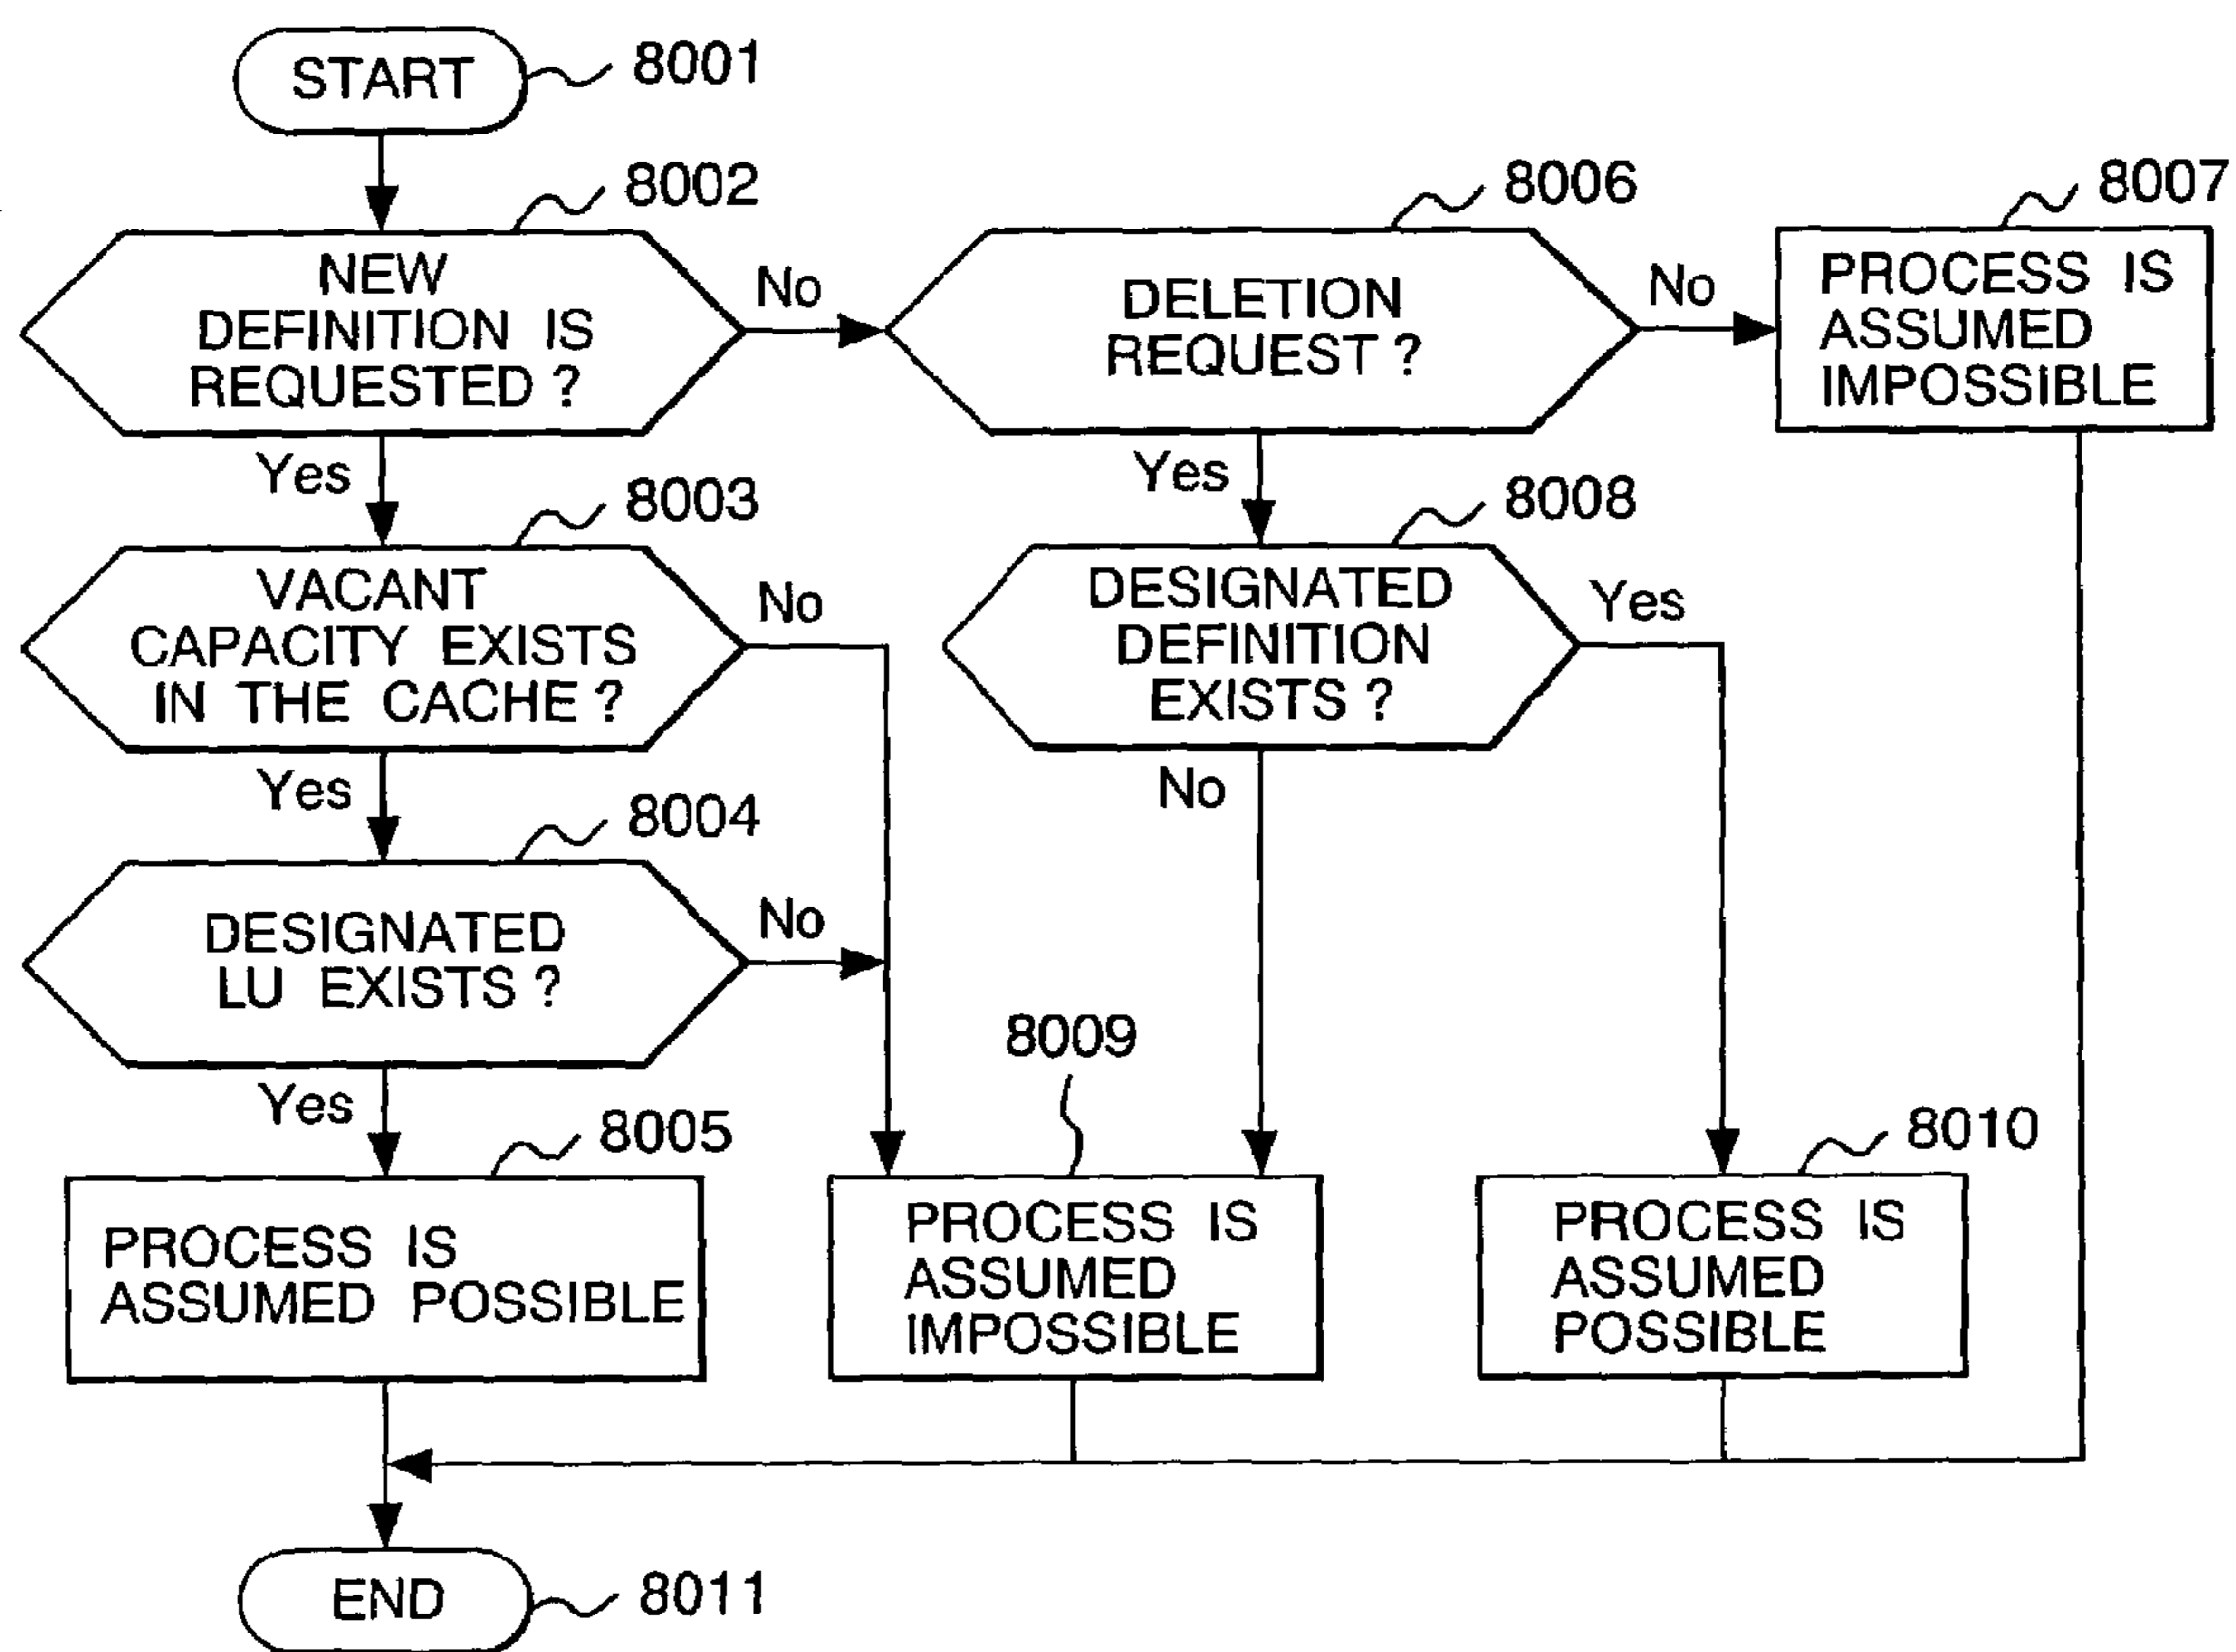 START
8001
8002
NEW
DEFINITION IS
REQUESTED ?
No
Yes
8006
DELETION
REQUEST ?
No
Yes
8007
PROCESS IS
ASSUMED
IMPOSSIBLE
8003
VACANT
CAPACITY EXISTS
IN THE CACHE ?
No
Yes
8008
DESIGNATED
DEFINITION
EXISTS ?
Yes
No
8004
DESIGNATED
LU EXISTS ?
No
Yes
8005
PROCESS IS
ASSUMED POSSIBLE
8009
PROCESS IS
ASSUMED
IMPOSSIBLE
8010
PROCESS IS
ASSUMED
POSSIBLE
END
8011